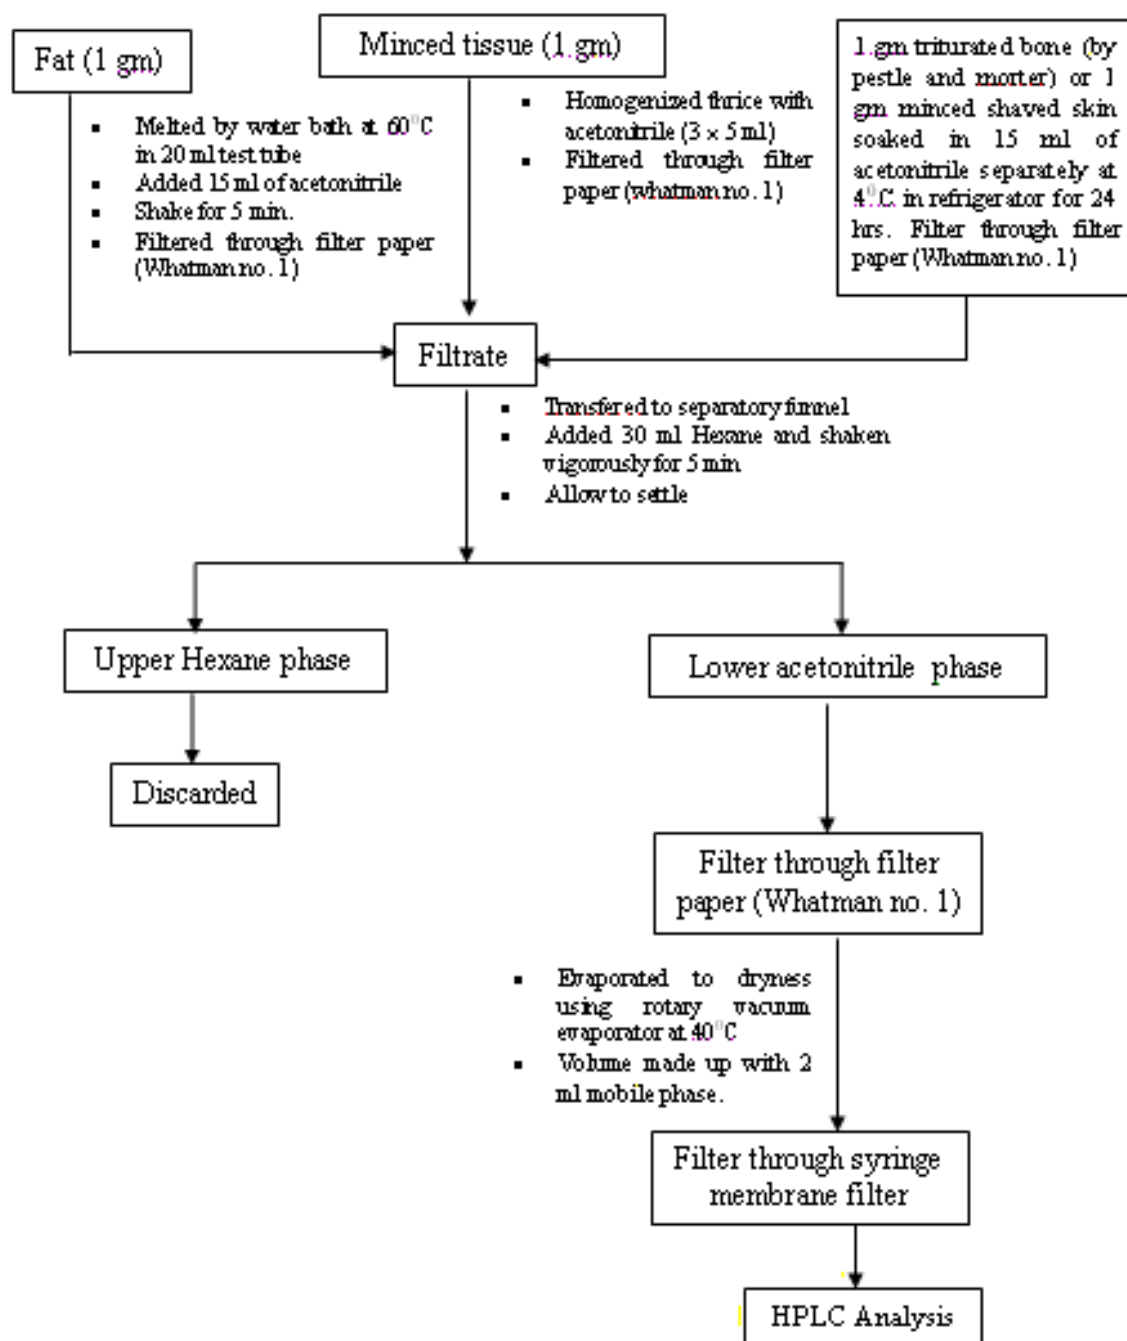 Fat (1 gm)
Melted by water bath at 60⁰C
in 20 ml test tube
Added 15 ml of acetonitrile
Shake for 5 min.
Filtered through filter paper
(Whatman no. 1)
Minced tissue (1 gm)
Homogenized thrice with
acetonitrile (3 × 5 ml)
Filtered through filter
paper (whatman no. 1)
1 gm triturated bone (by
pestle and morter) or 1
gm minced shaved skin
soaked in 15 ml of
acetonitrile separately at
4⁰C in refrigerator for 24
hrs. Filter through filter
paper (Whatman no. 1)
Filtrate
Transfered to separatory funnel
Added 30 ml Hexane and shaken
vigorously for 5 min
Allow to settle
Upper Hexane phase
Discarded
Lower acetonitrile phase
Filter through filter
paper (Whatman no. 1)
Evaporated to dryness
using rotary vacuum
evaporator at 40⁰C
Volume made up with 2
ml mobile phase.
Filter through syringe
membrane filter
HPLC Analysis